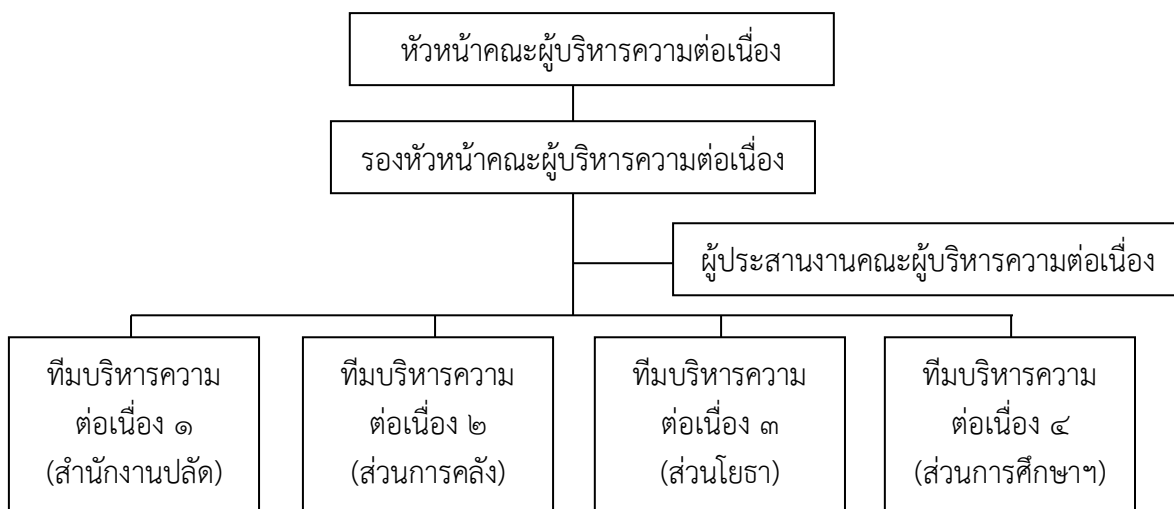 หัวหน้าคณะผู้บริหารความต่อเนื่อง
รองหัวหน้าคณะผู้บริหารความต่อเนื่อง
ผู้ประสานงานคณะผู้บริหารความต่อเนื่อง
ทีมบริหารความ
ต่อเนื่อง ๑
(สำนักงานปลัด)
ทีมบริหารความ
ต่อเนื่อง ๒
(ส่วนการคลัง)
ทีมบริหารความ
ต่อเนื่อง ๓
(ส่วนโยธา)
ทีมบริหารความ
ต่อเนื่อง ๔
(ส่วนการศึกษาฯ)